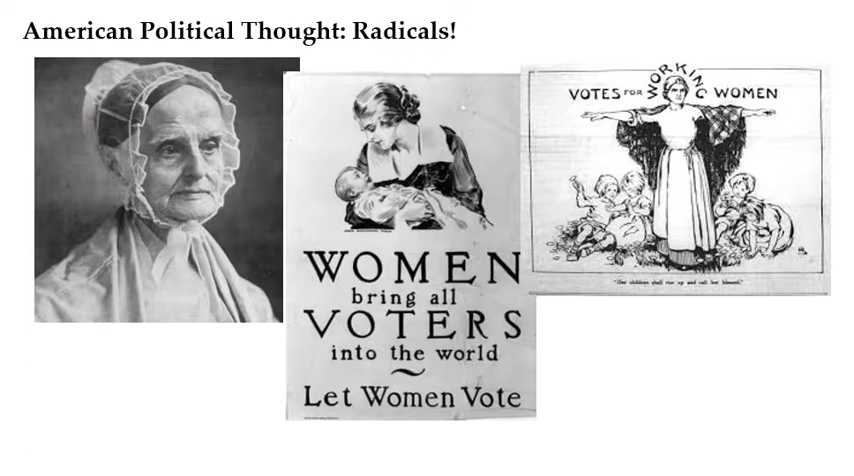 American Political Thought: Radicals!
WOMEN
bring all
VOTERS
into the world
Let Women Vote
VOTES FOR WORKING WOMEN
"Her children shall rise up and call her blessed."